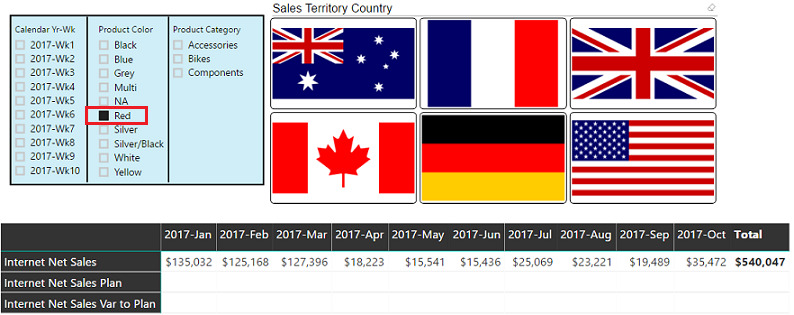 Sales Territory Country
Calendar Yr-Wk
2017-Wk1
2017-Wk2
2017-Wk3
2017-Wk4
2017-Wk5
2017-Wk6
2017-Wk7
2017-Wk8
2017-Wk9
2017-Wk10
Product Color
Black
Blue
Grey
Multi
NA
Red
Silver
Silver/Black
White
Yellow
Product Category
Accessories
Bikes
Components
2017-Jan 2017-Feb 2017-Mar 2017-Apr 2017-May 2017-Jun 2017-Jul 2017-Aug 2017-Sep 2017-Oct Total
Internet Net Sales $135,032 $125,168 $127,396 $18,223 $15,541 $15,436 $25,069 $23,221 $19,489 $35,472 $540,047
Internet Net Sales Plan
Internet Net Sales Var to Plan